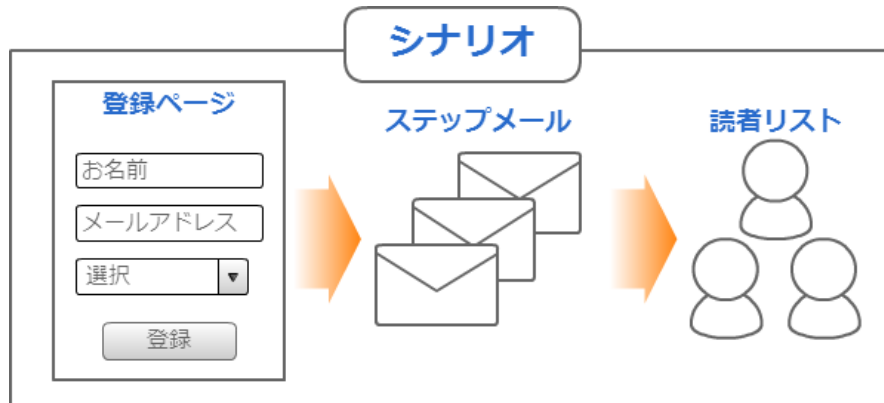 シナリオ
登録ページ
お名前
メールアドレス
選択
登録
ステップメール
読者リスト